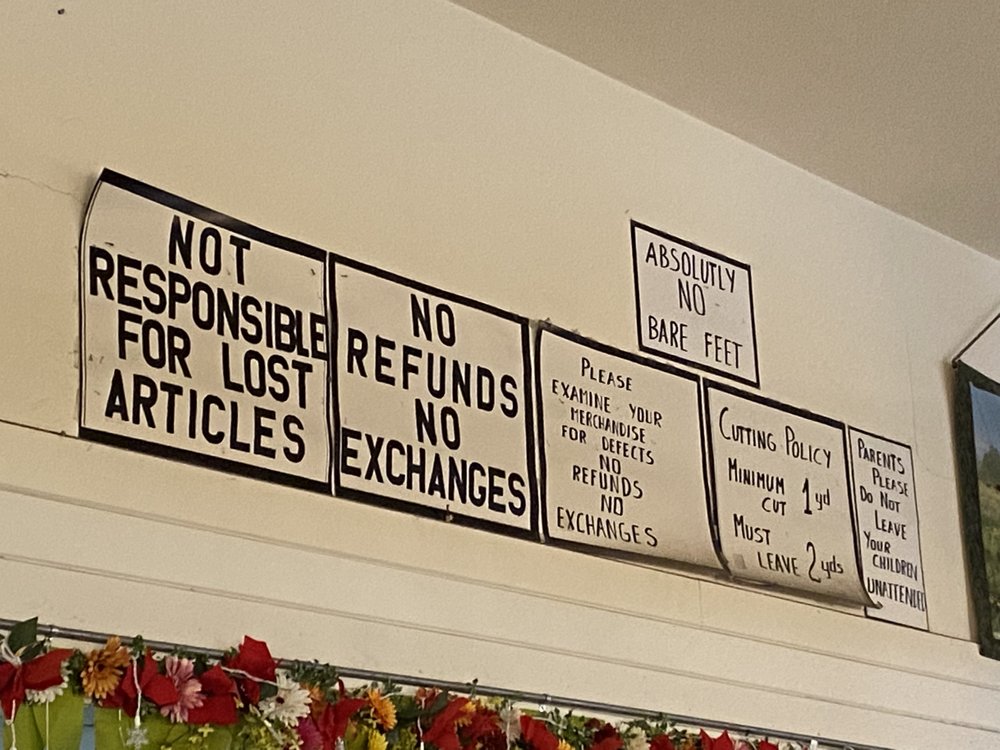 NOT
RESPONSIBLE
FOR LOST
ARTICLES
NO
REFUNDS
NO
EXCHANGES
PLEASE
EXAMINE YOUR
MERCHANDISE
FOR DEFECTS
NO
REFUNDS
NO
EXCHANGES
ABSOLUTLY
NO
BARE FEET
CUTTING POLICY
MINIMUM 1yd
CUT
MUST
LEAVE 2yds
PARENTS
PLEASE
DO NOT
LEAVE
YOUR
CHILDREN
UNATTENDED